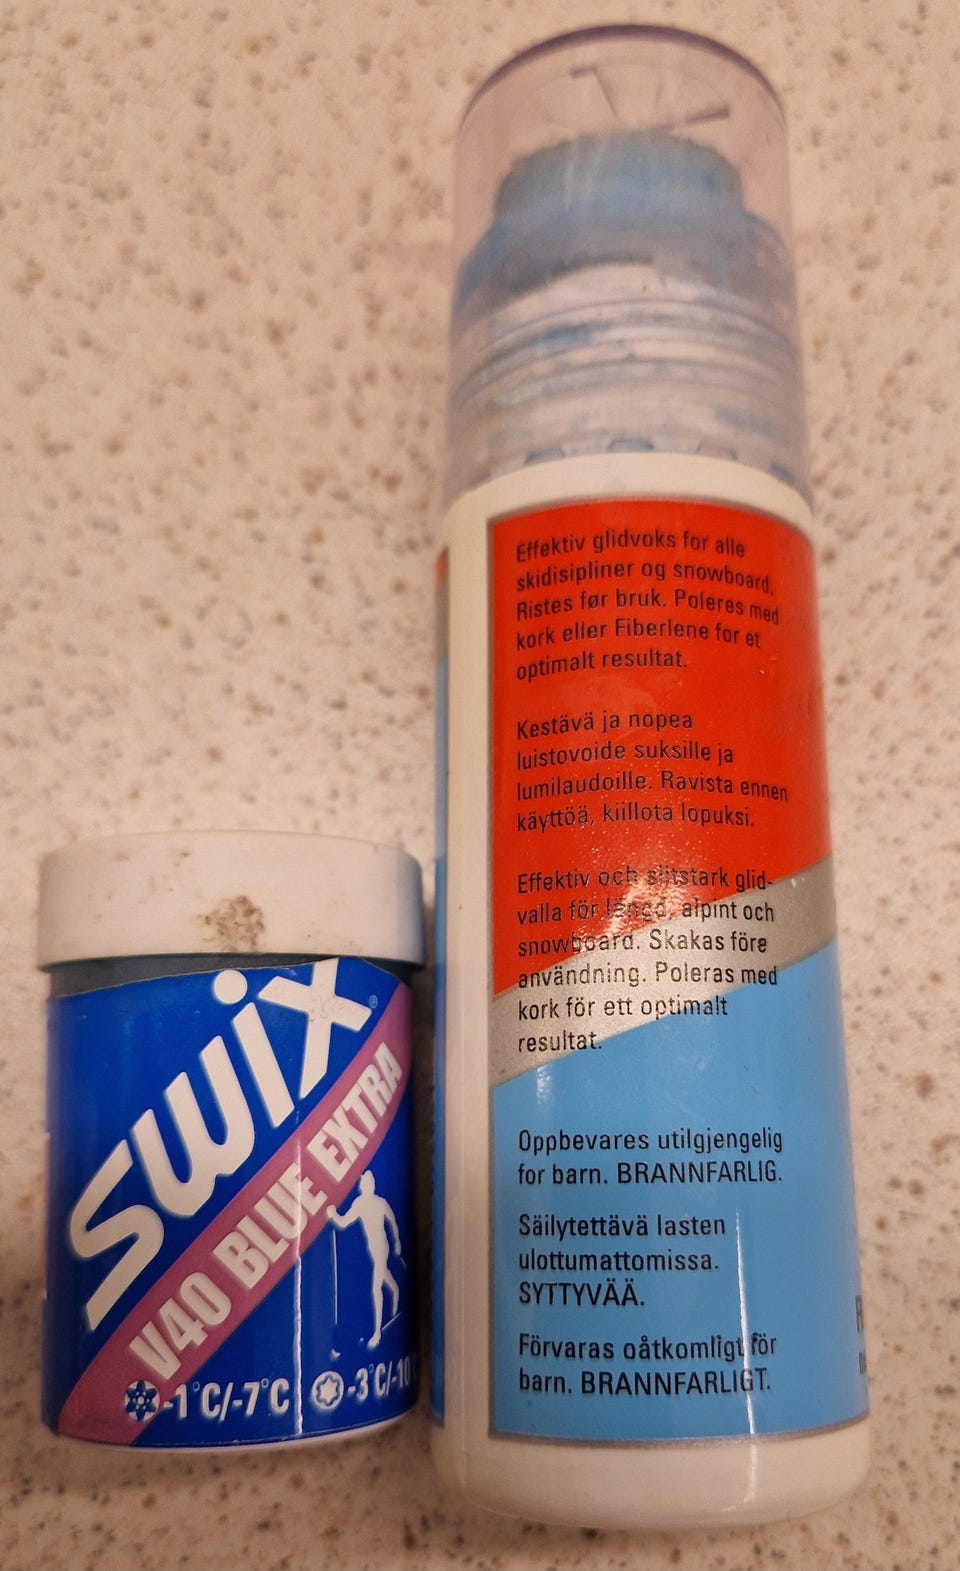 swix®
V40 BLUE EXTRA
-1°C/-7°C -3°C/-10
Effektiv glidvoks for alle
skidisipliner og snowboard.
Ristes før bruk. Poleres med
kork eller Fiberlene for et
optimalt resultat.
Kestävä ja nopea
luistovoide suksille ja
lumilaudoille. Ravista ennen
käyttöä, kiillota lopuksi.
Effektiv och slitstark glid-
valla för längd, alpint och
snowboard. Skakas före
användning. Poleras med
kork för ett optimalt
resultat.
Oppbevares utilgjengelig
for barn. BRANNFARLIG.
Säilytettävä lasten
ulottumattomissa.
SYTTYVÄÄ.
Förvaras oåtkomligt för
barn. BRANNFARLIGT.